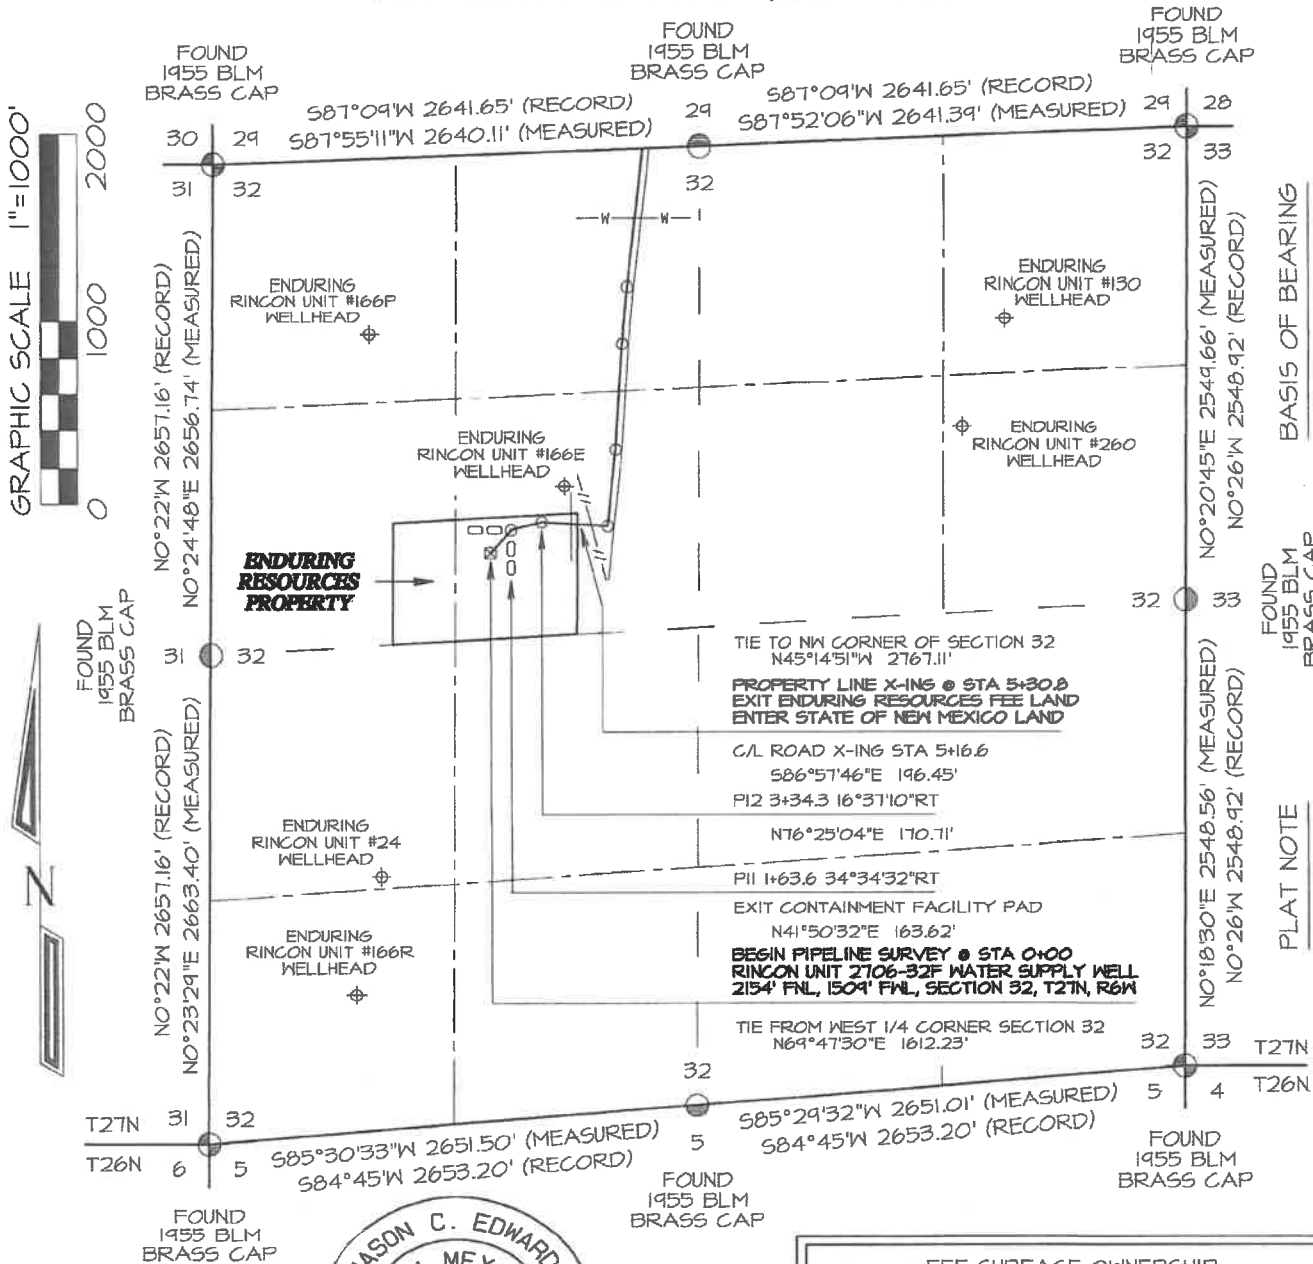 FOUND
1955 BLM
BRASS CAP
FOUND
1955 BLM
BRASS CAP
FOUND
1955 BLM
BRASS CAP
S87°09'W 2641.65' (RECORD)
S87°55'11"W 2640.11' (MEASURED)
S87°09'W 2641.65' (RECORD)
S87°52'06"W 2641.39' (MEASURED)
30 29
31 32
29
32
29 28
32 33
GRAPHIC SCALE 1"=1000'
0 1000 2000
W W
ENDURING
RINCON UNIT #166P
WELLHEAD
ENDURING
RINCON UNIT #130
WELLHEAD
N0°22'W 2657.16' (RECORD)
N0°24'48"E 2656.74' (MEASURED)
N0°20'45"E 2549.66' (MEASURED)
N0°26'W 2548.92' (RECORD)
BASIS OF BEARING
ENDURING
RINCON UNIT #166E
WELLHEAD
ENDURING
RINCON UNIT #260
WELLHEAD
ENDURING
RESOURCES
PROPERTY
FOUND
1955 BLM
BRASS CAP
31 32
32 33
FOUND
1955 BLM
BRASS CAP
TIE TO NW CORNER OF SECTION 32
N45°14'51"W 2767.11'
PROPERTY LINE X-ING @ STA 5+30.8
EXIT ENDURING RESOURCES FEE LAND
ENTER STATE OF NEW MEXICO LAND
C/L ROAD X-ING STA 5+16.6
S86°57'46"E 196.45'
PI2 3+34.3 16°37'10"RT
N76°25'04"E 170.71'
PI1 1+63.6 34°34'32"RT
EXIT CONTAINMENT FACILITY PAD
N41°50'32"E 163.62'
BEGIN PIPELINE SURVEY @ STA 0+00
RINCON UNIT 2706-32F WATER SUPPLY WELL
2154' FNL, 1509' FWL, SECTION 32, T27N, R6W
TIE FROM WEST 1/4 CORNER SECTION 32
N69°47'30"E 1612.23'
N0°22'W 2657.16' (RECORD)
N0°23'29"E 2663.40' (MEASURED)
N0°18'30"E 2548.56' (MEASURED)
N0°26'W 2548.92' (RECORD)
PLAT NOTE
N
ENDURING
RINCON UNIT #24
WELLHEAD
ENDURING
RINCON UNIT #166R
WELLHEAD
T27N 31 32
T26N 6 5
32
5
32 33 T27N
5 4 T26N
S85°30'33"W 2651.50' (MEASURED)
S84°45'W 2653.20' (RECORD)
S85°29'32"W 2651.01' (MEASURED)
S84°45'W 2653.20' (RECORD)
FOUND
1955 BLM
BRASS CAP
FOUND
1955 BLM
BRASS CAP
FOUND
1955 BLM
BRASS CAP
JASON C. EDWARD
MEX